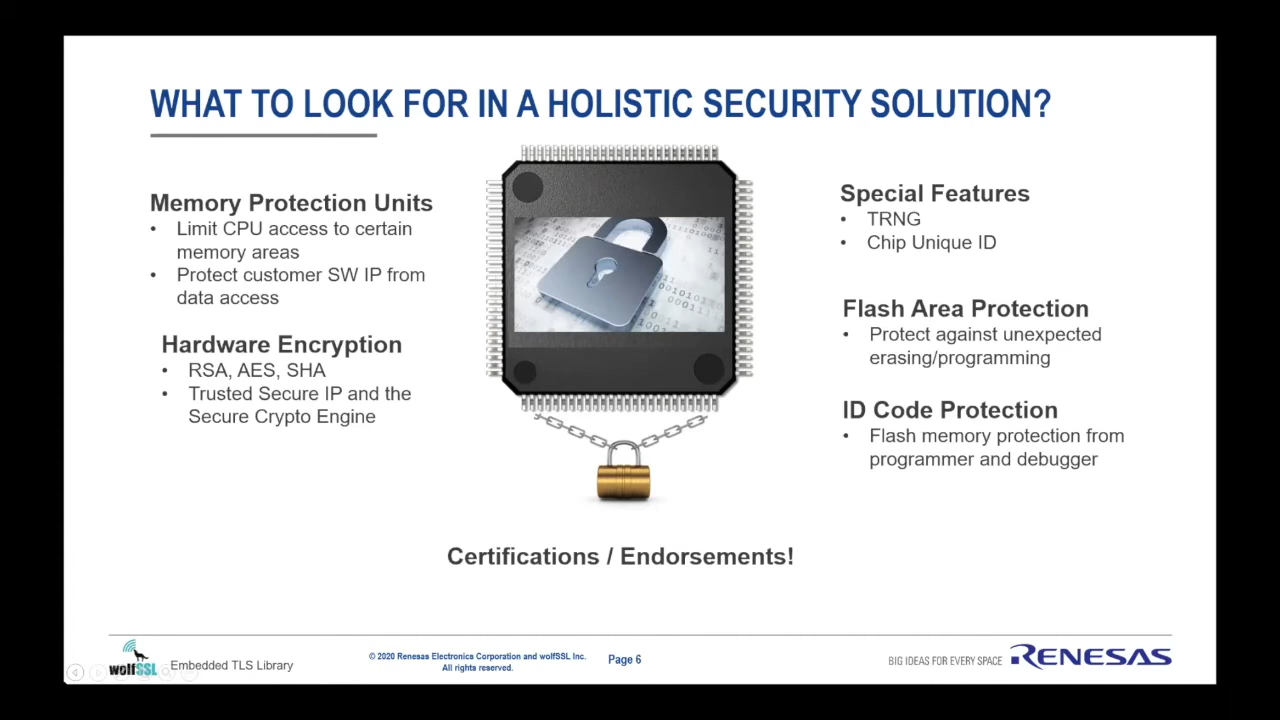 WHAT TO LOOK FOR IN A HOLISTIC SECURITY SOLUTION?
Memory Protection Units
• Limit CPU access to certain
memory areas
• Protect customer SW IP from
data access
Hardware Encryption
• RSA, AES, SHA
• Trusted Secure IP and the
Secure Crypto Engine
Special Features
• TRNG
• Chip Unique ID
Flash Area Protection
• Protect against unexpected
erasing/programming
ID Code Protection
• Flash memory protection from
programmer and debugger
Certifications / Endorsements!
wolfSSL
Embedded TLS Library
© 2020 Renesas Electronics Corporation and wolfSSL Inc.
All rights reserved.
Page 6
BIG IDEAS FOR EVERY SPACE
RENESAS